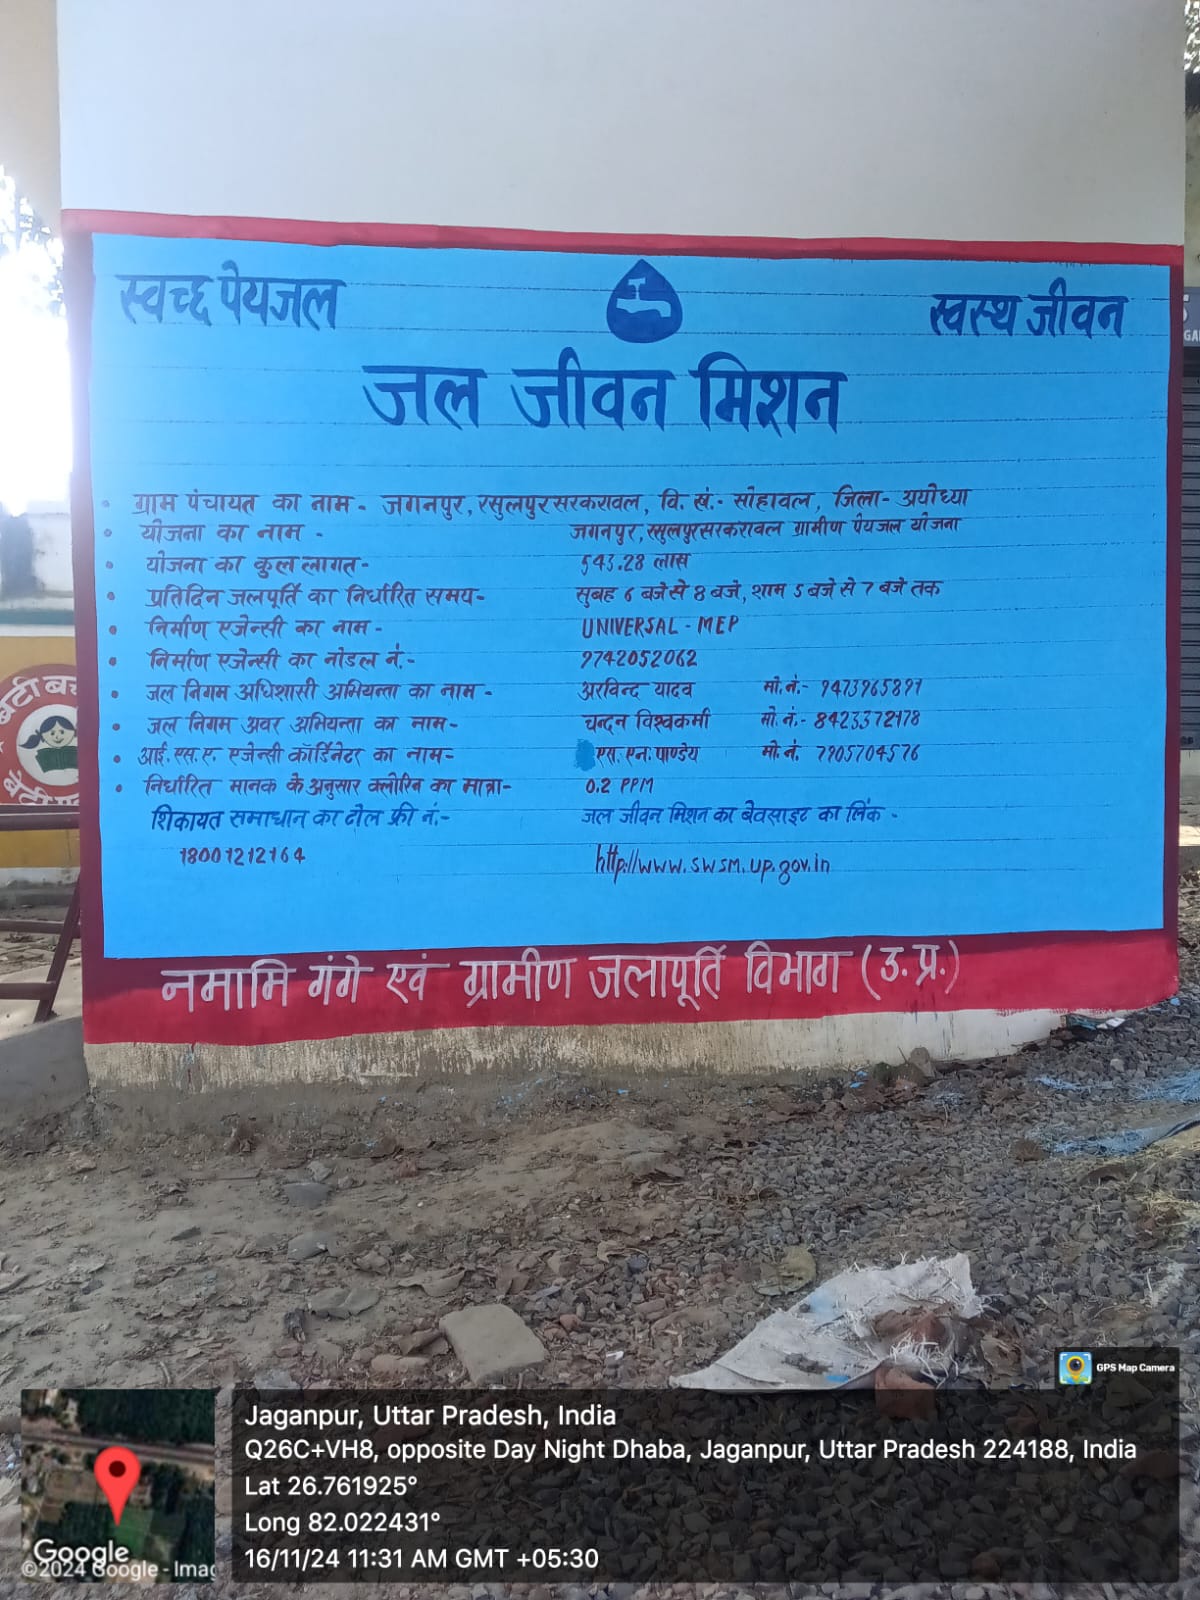 स्वच्छ पेयजल
स्वस्थ जीवन
जल जीवन मिशन
• ग्राम पंचायत का नाम - जगनपुर, रसुलपुर सरकरावल, वि. खं.- सोहावल, जिला- अयोध्या
• योजना का नाम - जगनपुर, रसुलपुर सरकरावल ग्रामीण पेयजल योजना
• योजना का कुल लागत - 543.28 लाख
• प्रतिदिन जलपूर्ति का निर्धारित समय- सुबह 6 बजे से 8 बजे, शाम 5 बजे से 7 बजे तक
• निर्माण एजेन्सी का नाम - UNIVERSAL - MEP
• निर्माण एजेन्सी का नोडल नं.- 9742052062
• जल निगम अधिशासी अभियन्ता का नाम - अरविन्द यादव मो.नं.- 9473965891
• जल निगम अवर अभियन्ता का नाम - चन्दन विश्वकर्मा मो. नं.- 8423372178
• आई. एस. ए. एजेन्सी कॉर्डिनेटर का नाम- एस. एन. पाण्डेय मो.नं. 7905704576
• निर्धारित मानक के अनुसार क्लोरिन का मात्रा- 0.2 PPM
शिकायत समाधान का टोल फ्री नं.- जल जीवन मिशन का बेवसाइट का लिंक -
18001212164 http://www.swsm.up.gov.in
नमामि गंगे एवं ग्रामीण जलापूर्ति विभाग (उ.प्र.)
GPS Map Camera
Jaganpur, Uttar Pradesh, India
Q26C+VH8, opposite Day Night Dhaba, Jaganpur, Uttar Pradesh 224188, India
Lat 26.761925°
Long 82.022431°
16/11/24 11:31 AM GMT +05:30
Google
©2024 Google - Imag